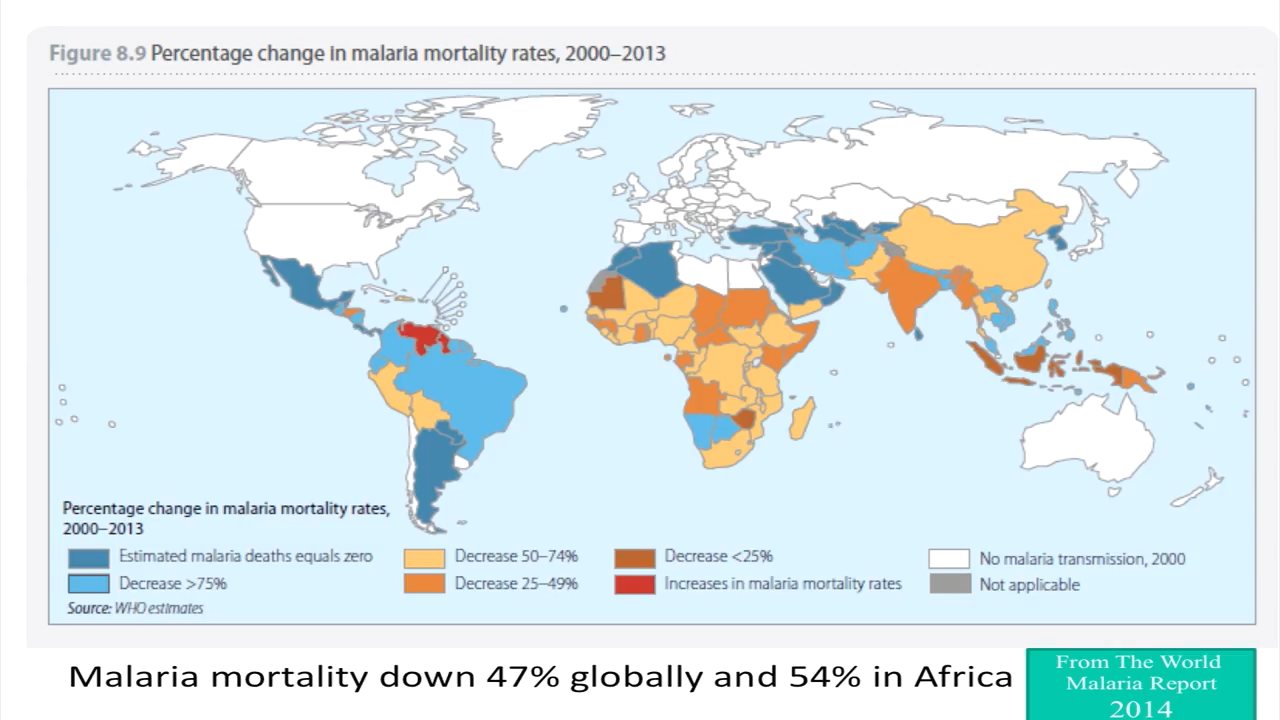 Figure 8.9 Percentage change in malaria mortality rates, 2000–2013
Percentage change in malaria mortality rates,
2000–2013
Estimated malaria deaths equals zero
Decrease >75%
Decrease 50–74%
Decrease 25–49%
Decrease <25%
Increases in malaria mortality rates
No malaria transmission, 2000
Not applicable
Source: WHO estimates
Malaria mortality down 47% globally and 54% in Africa
From The World
Malaria Report
2014